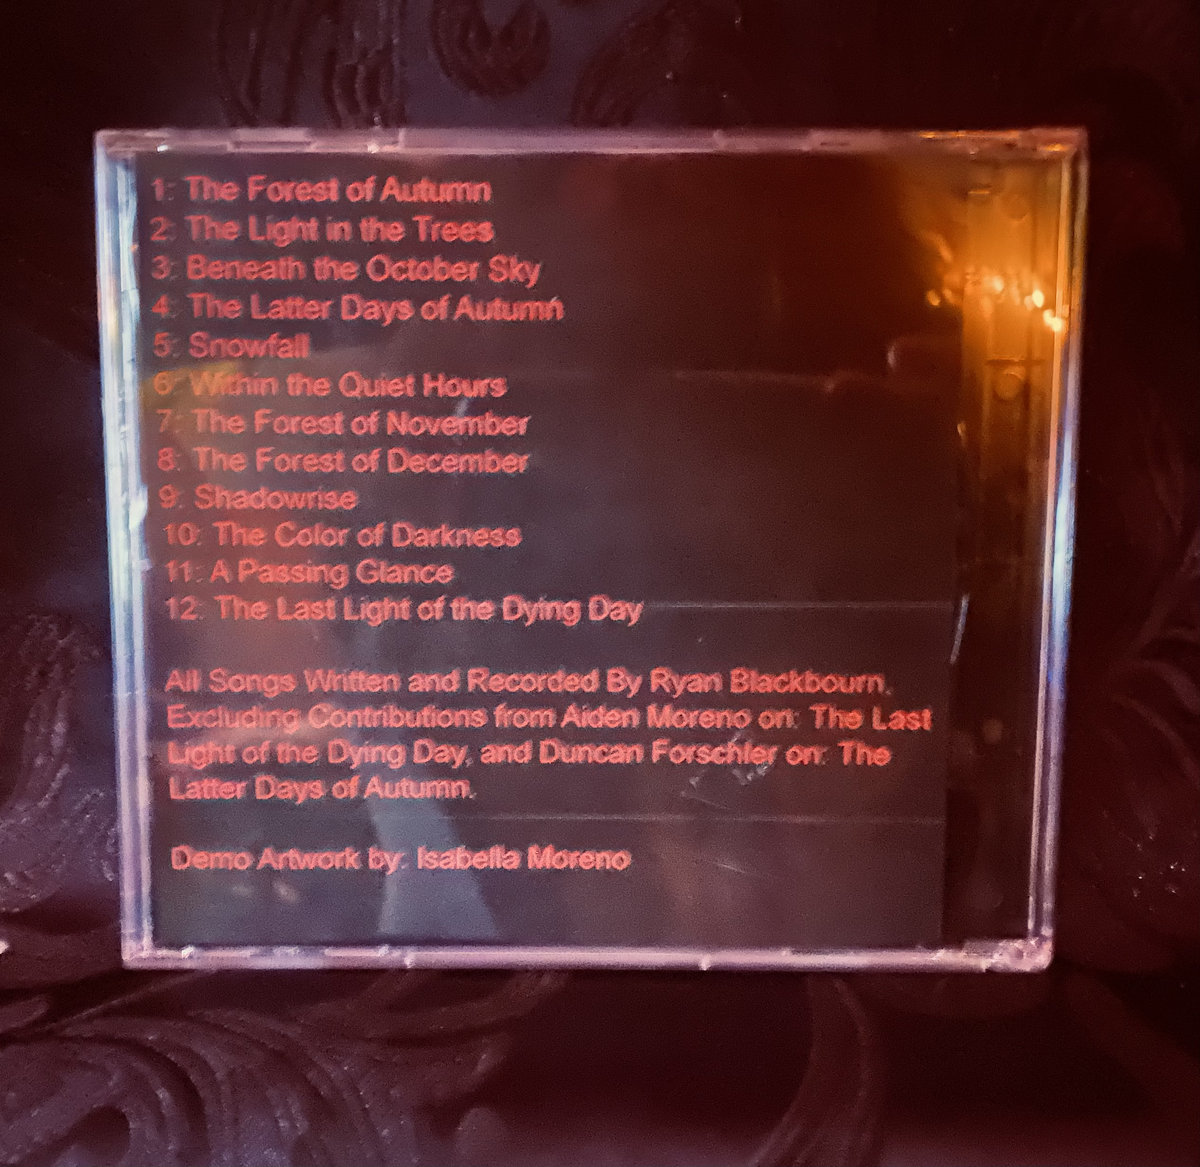 1: The Forest of Autumn
2: The Light in the Trees
3: Beneath the October Sky
4: The Latter Days of Autumn
5: Snowfall
6: Within the Quiet Hours
7: The Forest of November
8: The Forest of December
9: Shadowrise
10: The Color of Darkness
11: A Passing Glance
12: The Last Light of the Dying Day
All Songs Written and Recorded By Ryan Blackbourn,
Excluding Contributions from Aiden Moreno on: The Last
Light of the Dying Day, and Duncan Forschler on: The
Latter Days of Autumn.
Demo Artwork by: Isabella Moreno